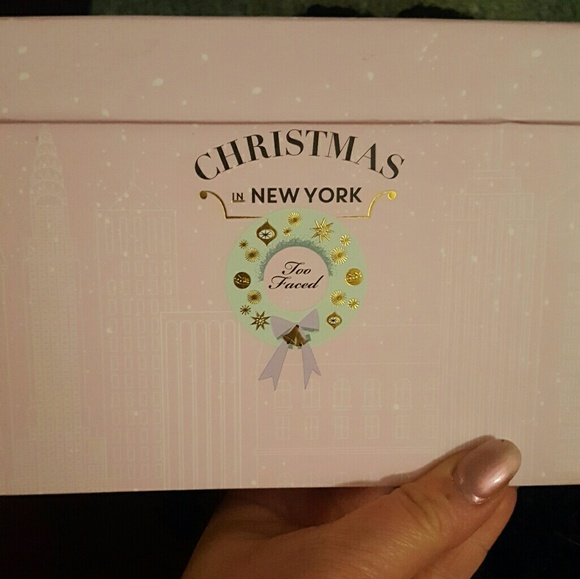 CHRISTMAS
IN NEW YORK
Too
Faced